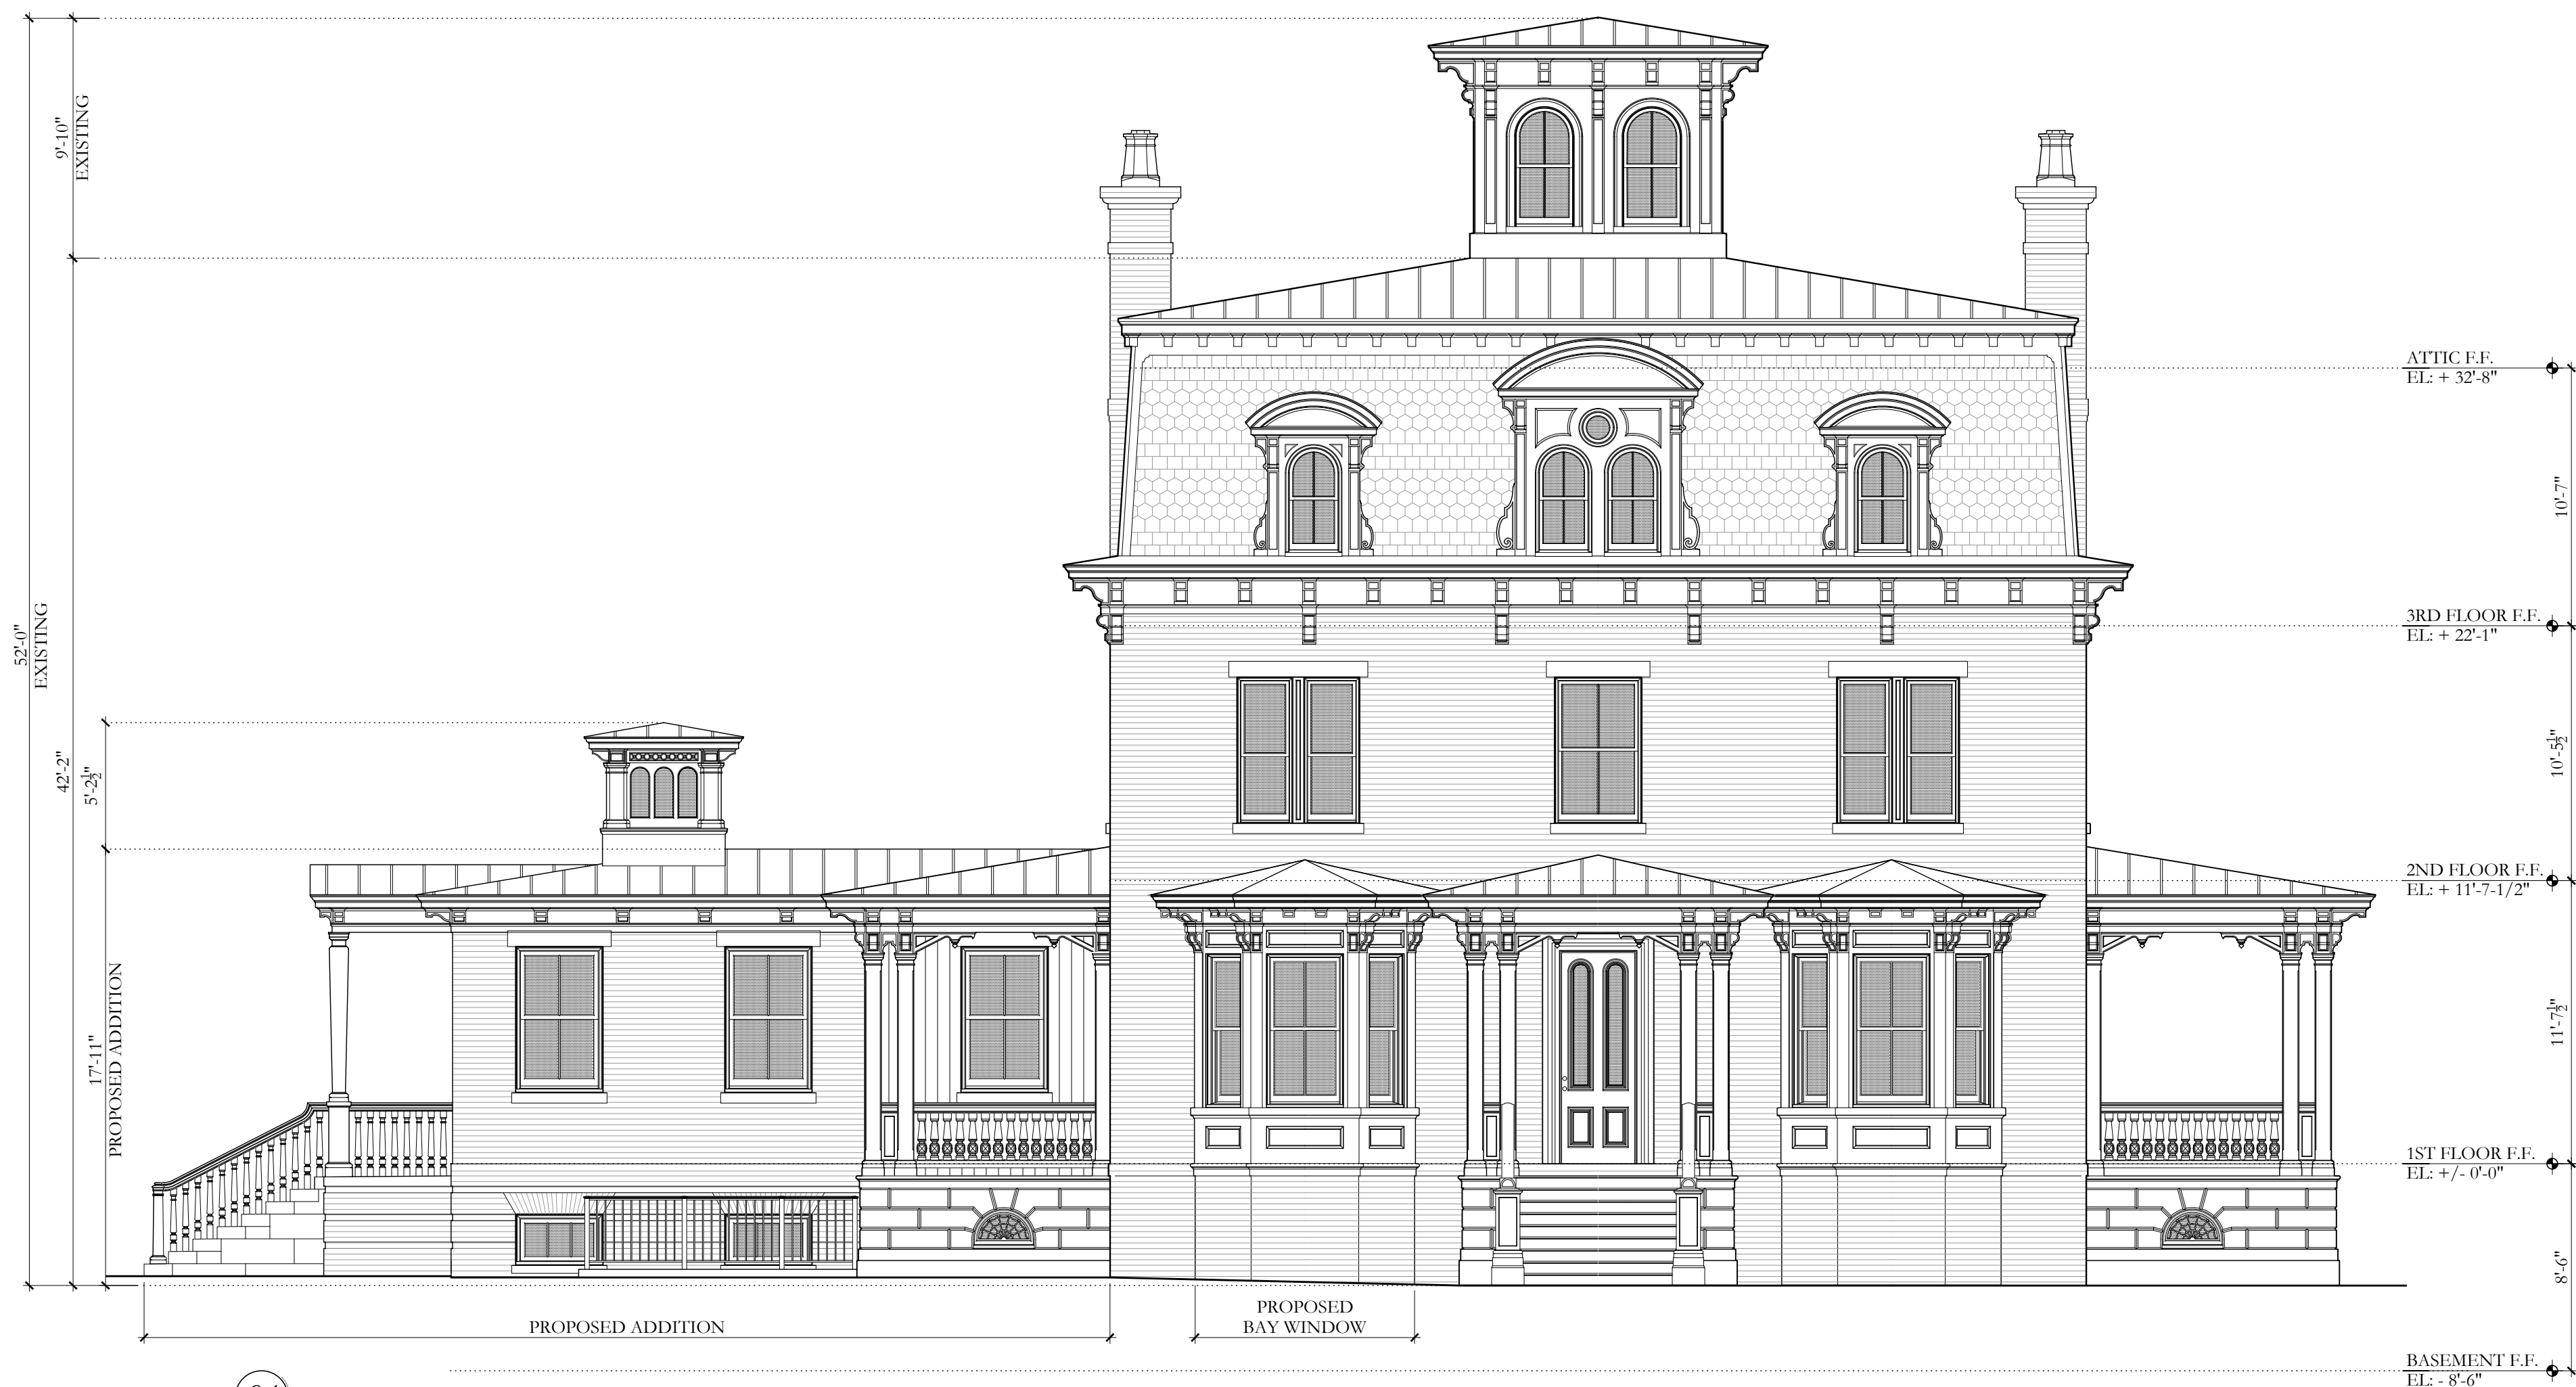 9'-10"
EXISTING
52'-0"
EXISTING
42'-2"
5'-2½"
17'-11"
PROPOSED ADDITION
ATTIC F.F.
EL: + 32'-8"
10'-7"
3RD FLOOR F.F.
EL: + 22'-1"
10'-5½"
2ND FLOOR F.F.
EL: + 11'-7-1/2"
11'-7½"
1ST FLOOR F.F.
EL: +/- 0'-0"
8'-6"
PROPOSED ADDITION
PROPOSED
BAY WINDOW
BASEMENT F.F.
EL: - 8'-6"